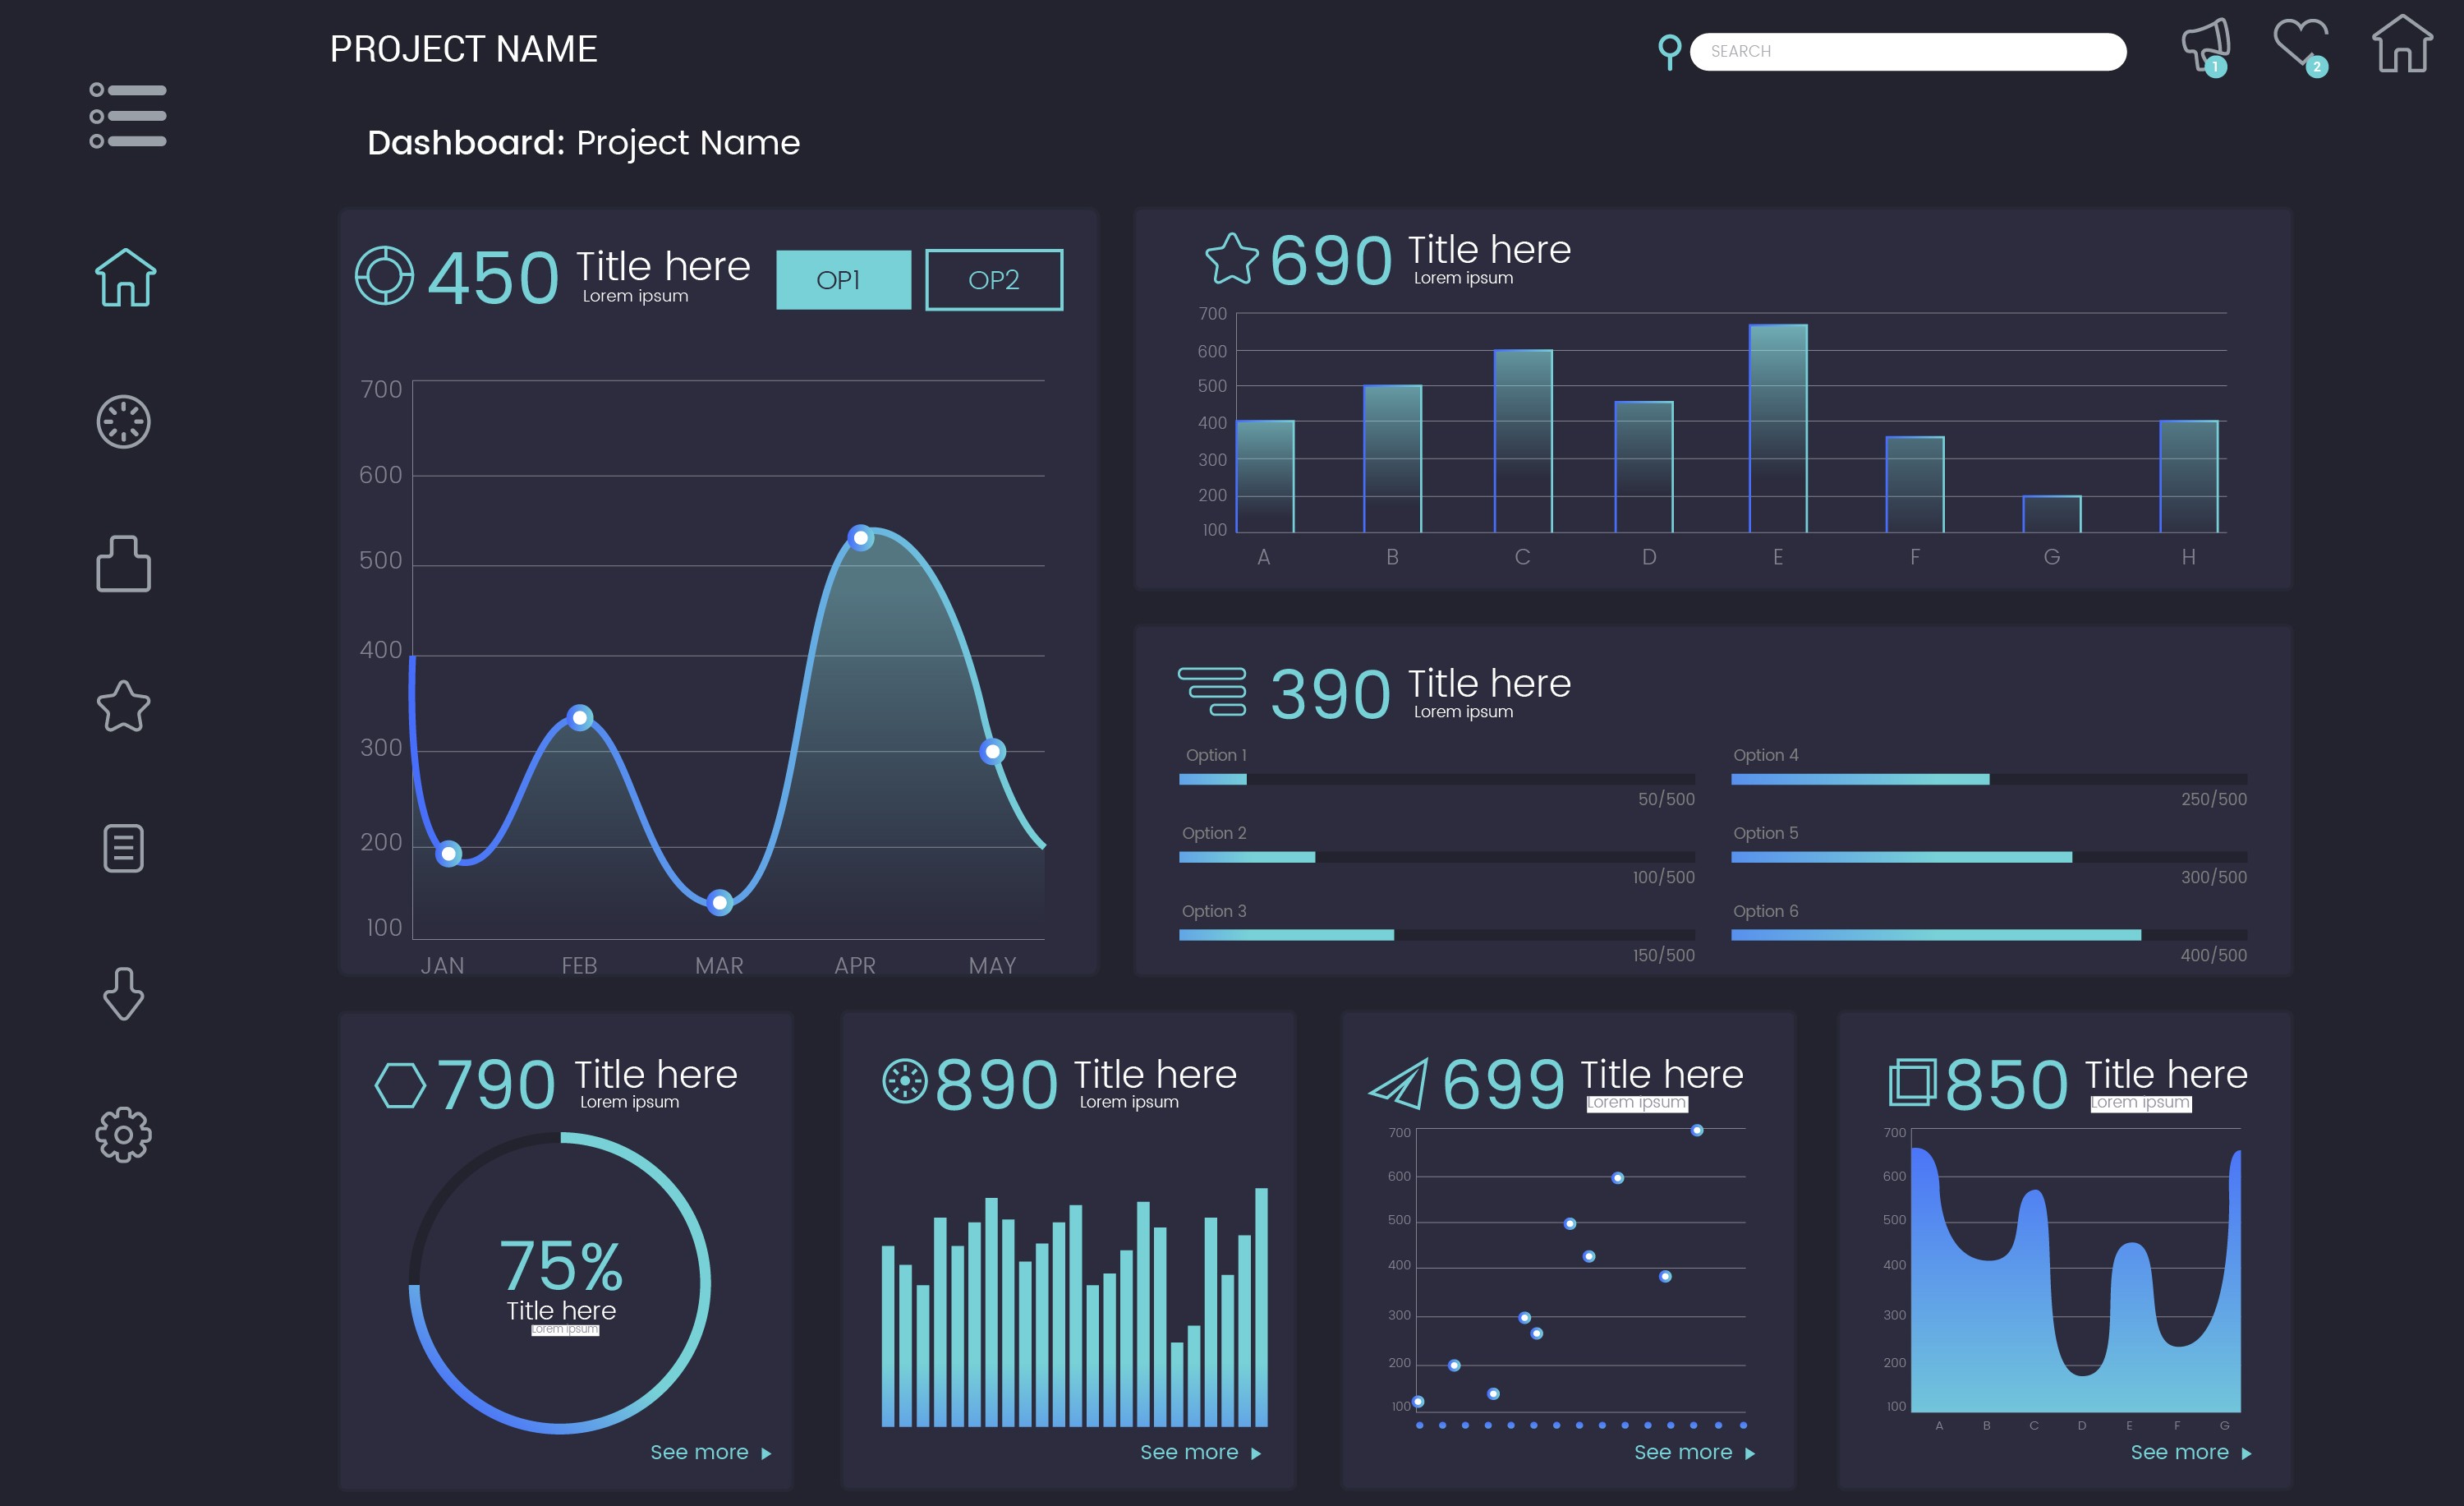 PROJECT NAME
SEARCH
1
2
Dashboard: Project Name
450
Title here
Lorem ipsum
OP1
OP2
700
600
500
400
300
200
100
JAN FEB MAR APR MAY
690
Title here
Lorem ipsum
700
600
500
400
300
200
100
A B C D E F G H
390
Title here
Lorem ipsum
Option 1
50/500
Option 2
100/500
Option 3
150/500
Option 4
250/500
Option 5
300/500
Option 6
400/500
790
Title here
Lorem ipsum
75%
Title here
Lorem ipsum
See more
890
Title here
Lorem ipsum
See more
699
Title here
Lorem ipsum
700
600
500
400
300
200
100
See more
850
Title here
Lorem ipsum
700
600
500
400
300
200
100
A B C D E F G
See more